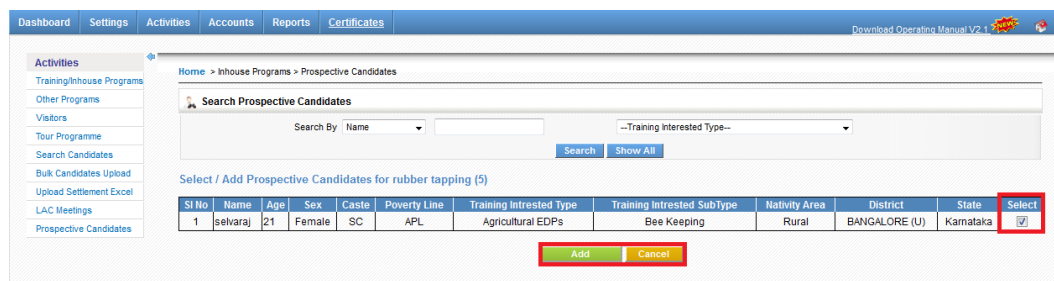 Dashboard Settings Activities Accounts Reports Certificates
Download Operating Manual V2.1 NEW
Activities
Training/Inhouse Programs
Other Programs
Visitors
Tour Programme
Search Candidates
Bulk Candidates Upload
Upload Settlement Excel
LAC Meetings
Prospective Candidates
Home > Inhouse Programs > Prospective Candidates
Search Prospective Candidates
Search By Name --Training Interested Type--
Search Show All
Select / Add Prospective Candidates for rubber tapping (5)
Sl No Name Age Sex Caste Poverty Line Training Intrested Type Training Intrested SubType Nativity Area District State Select
1 selvaraj 21 Female SC APL Agricultural EDPs Bee Keeping Rural BANGALORE (U) Karnataka
Add Cancel